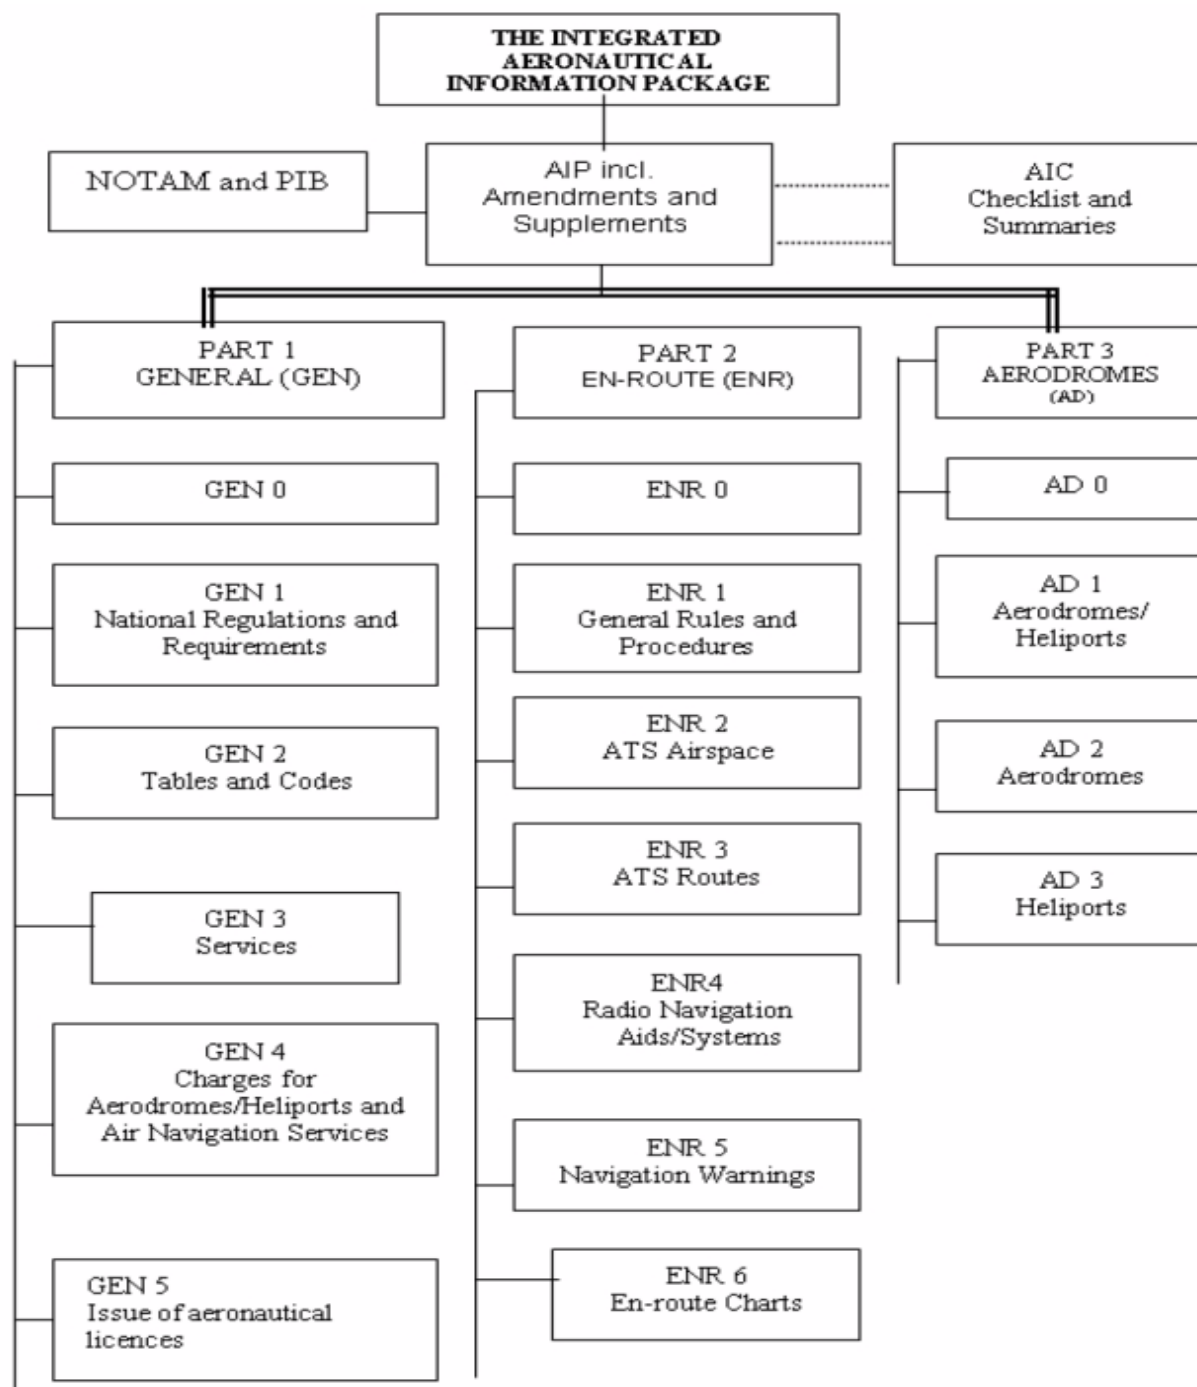 THE INTEGRATED
AERONAUTICAL
INFORMATION PACKAGE
NOTAM and PIB
AIP incl.
Amendments and
Supplements
AIC
Checklist and
Summaries
PART 1
GENERAL (GEN)
GEN 0
GEN 1
National Regulations and
Requirements
GEN 2
Tables and Codes
GEN 3
Services
GEN 4
Charges for
Aerodromes/Heliports and
Air Navigation Services
GEN 5
Issue of aeronautical
licences
PART 2
EN-ROUTE (ENR)
ENR 0
ENR 1
General Rules and
Procedures
ENR 2
ATS Airspace
ENR 3
ATS Routes
ENR4
Radio Navigation
Aids/Systems
ENR 5
Navigation Warnings
ENR 6
En-route Charts
PART 3
AERODROMES
(AD)
AD 0
AD 1
Aerodromes/
Heliports
AD 2
Aerodromes
AD 3
Heliports